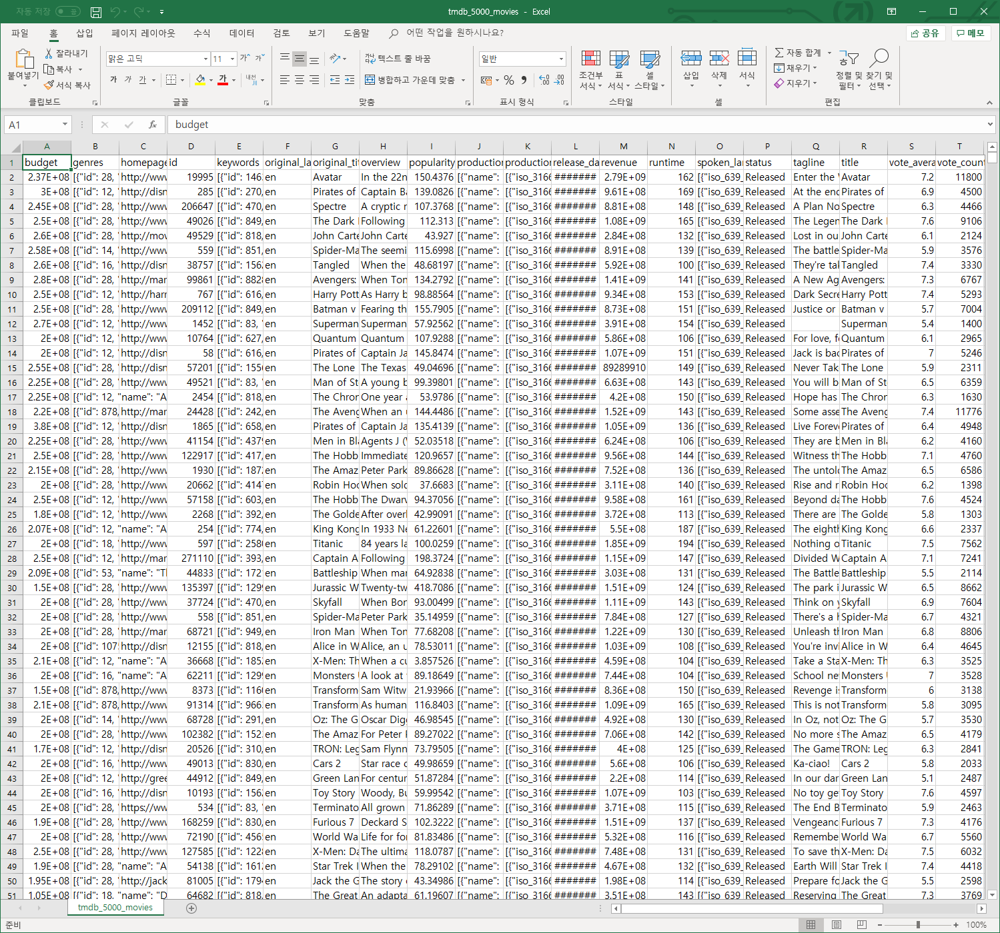 자동 저장 끔
tmdb_5000_movies - Excel
파일 홈 삽입 페이지 레이아웃 수식 데이터 검토 보기 도움말 어떤 작업을 원하시나요? 공유 메모
붙여넣기 잘라내기 복사 서식 복사
맑은 고딕 11 가 가 가 가 가 가 내천
텍스트 줄 바꿈
병합하고 가운데 맞춤
일반
조건부 서식 표 서식 셀 스타일 삽입 삭제 서식
자동 합계 채우기 지우기 정렬 및 필터 찾기 및 선택
클립보드 글꼴 맞춤 표시 형식 스타일 셀 편집
A1 fx budget
A B C D E F G H I J K L M N O P Q R S T
1 budget genres homepage id keywords original_la original_tit overview popularity production production release_da revenue runtime spoken_la status tagline title vote_avera vote_count
2 2.37E+08 [{"id": 28, http://www 19995 [{"id": 146 en Avatar In the 22n 150.4376 [{"name": [{"iso_3166 ####### 2.79E+09 162 [{"iso_639_ Released Enter the Avatar 7.2 11800
3 3E+08 [{"id": 12, http://disn 285 [{"id": 270, en Pirates of Captain Ba 139.0826 [{"name": [{"iso_3166 ####### 9.61E+08 169 [{"iso_639_ Released At the end Pirates of 6.9 4500
4 2.45E+08 [{"id": 28, http://www 206647 [{"id": 470, en Spectre A cryptic r 107.3768 [{"name": [{"iso_3166 ####### 8.81E+08 148 [{"iso_639_ Released A Plan No Spectre 6.3 4466
5 2.5E+08 [{"id": 28, http://www 49026 [{"id": 849, en The Dark Following 112.313 [{"name": [{"iso_3166 ####### 1.08E+09 165 [{"iso_639_ Released The Legen The Dark 7.6 9106
6 2.6E+08 [{"id": 28, http://mov 49529 [{"id": 818, en John Carte John Carte 43.927 [{"name": [{"iso_3166 ####### 2.84E+08 132 [{"iso_639_ Released Lost in ou John Carte 6.1 2124
7 2.58E+08 [{"id": 14, http://www 559 [{"id": 851, en Spider-Ma The seemi 115.6998 [{"name": [{"iso_3166 ####### 8.91E+08 139 [{"iso_639_ Released The battle Spider-Ma 5.9 3576
8 2.6E+08 [{"id": 16, http://disn 38757 [{"id": 156 en Tangled When the 48.68197 [{"name": [{"iso_3166 ####### 5.92E+08 100 [{"iso_639_ Released They're tak Tangled 7.4 3330
9 2.8E+08 [{"id": 28, http://mar 99861 [{"id": 8828 en Avengers: When Ton 134.2792 [{"name": [{"iso_3166 ####### 1.41E+09 141 [{"iso_639_ Released A New Ag Avengers: 7.3 6767
10 2.5E+08 [{"id": 12, http://harr 767 [{"id": 616, en Harry Pott As Harry b 98.88564 [{"name": [{"iso_3166 ####### 9.34E+08 153 [{"iso_639_ Released Dark Secre Harry Pott 7.4 5293
11 2.5E+08 [{"id": 28, http://www 209112 [{"id": 849, en Batman v Fearing th 155.7905 [{"name": [{"iso_3166 ####### 8.73E+08 151 [{"iso_639_ Released Justice or Batman v 5.7 7004
12 2.7E+08 [{"id": 12, http://www 1452 [{"id": 83, en Superman Superman 57.92562 [{"name": [{"iso_3166 ####### 3.91E+08 154 [{"iso_639_ Released Superman 5.4 1400
13 2E+08 [{"id": 12, http://www 10764 [{"id": 627, en Quantum Quantum 107.9288 [{"name": [{"iso_3166 ####### 5.86E+08 106 [{"iso_639_ Released For love, f Quantum 6.1 2965
14 2E+08 [{"id": 12, http://disn 58 [{"id": 616, en Pirates of Captain Ja 145.8474 [{"name": [{"iso_3166 ####### 1.07E+09 151 [{"iso_639_ Released Jack is bac Pirates of 7 5246
15 2.55E+08 [{"id": 28, http://disn 57201 [{"id": 155 en The Lone The Texas 49.04696 [{"name": [{"iso_3166 ####### 89289910 149 [{"iso_639_ Released Never Tak The Lone 5.9 2311
16 2.25E+08 [{"id": 28, http://www 49521 [{"id": 83, en Man of St A young b 99.39801 [{"name": [{"iso_3166 ####### 6.63E+08 143 [{"iso_639_ Released You will b Man of St 6.5 6359
17 2.25E+08 [{"id": 12, "name": "A 2454 [{"id": 818, en The Chron One year 53.9786 [{"name": [{"iso_3166 ####### 4.2E+08 150 [{"iso_639_ Released Hope has The Chron 6.3 1630
18 2.2E+08 [{"id": 878, http://mar 24428 [{"id": 242, en The Aveng When an 144.4486 [{"name": [{"iso_3166 ####### 1.52E+09 143 [{"iso_639_ Released Some asse The Aveng 7.4 11776
19 3.8E+08 [{"id": 12, http://disn 1865 [{"id": 658, en Pirates of Captain Ja 135.4139 [{"name": [{"iso_3166 ####### 1.05E+09 136 [{"iso_639_ Released Live Forev Pirates of 6.4 4948
20 2.25E+08 [{"id": 28, http://www 41154 [{"id": 437 en Men in Bla Agents J ( 52.03518 [{"name": [{"iso_3166 ####### 6.24E+08 106 [{"iso_639_ Released They are b Men in Bla 6.2 4160
21 2.5E+08 [{"id": 28, http://www 122917 [{"id": 417, en The Hobb Immediate 120.9657 [{"name": [{"iso_3166 ####### 9.56E+08 144 [{"iso_639_ Released Witness th The Hobb 7.1 4760
22 2.15E+08 [{"id": 28, http://www 1930 [{"id": 187 en The Amaz Peter Park 89.86628 [{"name": [{"iso_3166 ####### 7.52E+08 136 [{"iso_639_ Released The untol The Amaz 6.5 6586
23 2E+08 [{"id": 28, http://www 20662 [{"id": 414 en Robin Hoo When sold 37.6683 [{"name": [{"iso_3166 ####### 3.11E+08 140 [{"iso_639_ Released Rise and r Robin Hoo 6.2 1398
24 2.5E+08 [{"id": 12, http://www 57158 [{"id": 603, en The Hobb The Dwarv 94.37056 [{"name": [{"iso_3166 ####### 9.58E+08 161 [{"iso_639_ Released Beyond da The Hobb 7.6 4524
25 1.8E+08 [{"id": 12, http://www 2268 [{"id": 392, en The Golde After overl 42.99091 [{"name": [{"iso_3166 ####### 3.72E+08 113 [{"iso_639_ Released There are The Golde 5.8 1303
26 2.07E+08 [{"id": 12, "name": "A 254 [{"id": 774, en King Kong In 1933 Ne 61.22601 [{"name": [{"iso_3166 ####### 5.5E+08 187 [{"iso_639_ Released The eighth King Kong 6.6 2337
27 2E+08 [{"id": 18, http://www 597 [{"id": 258 en Titanic 84 years la 100.0259 [{"name": [{"iso_3166 ####### 1.85E+09 194 [{"iso_639_ Released Nothing o Titanic 7.5 7562
28 2.5E+08 [{"id": 12, http://mar 271110 [{"id": 393, en Captain A Following 198.3724 [{"name": [{"iso_3166 ####### 1.15E+09 147 [{"iso_639_ Released Divided W Captain A 7.1 7241
29 2.09E+08 [{"id": 53, "name": "Tl 44833 [{"id": 172 en Battleship When mar 64.92838 [{"name": [{"iso_3166 ####### 3.03E+08 131 [{"iso_639_ Released The Battle Battleship 5.5 2114
30 1.5E+08 [{"id": 28, http://www 135397 [{"id": 129 en Jurassic W Twenty-tw 418.7086 [{"name": [{"iso_3166 ####### 1.51E+09 124 [{"iso_639_ Released The park i Jurassic W 6.5 8662
31 2E+08 [{"id": 28, http://www 37724 [{"id": 470, en Skyfall When Bon 93.00499 [{"name": [{"iso_3166 ####### 1.11E+09 143 [{"iso_639_ Released Think on y Skyfall 6.9 7604
32 2E+08 [{"id": 28, http://www 558 [{"id": 851, en Spider-Ma Peter Park 35.14959 [{"name": [{"iso_3166 ####### 7.84E+08 127 [{"iso_639_ Released There's a h Spider-Ma 6.7 4321
33 2E+08 [{"id": 28, http://mar 68721 [{"id": 949, en Iron Man When Ton 77.68208 [{"name": [{"iso_3166 ####### 1.22E+09 130 [{"iso_639_ Released Unleash th Iron Man 6.8 8806
34 2E+08 [{"id": 107 http://disn 12155 [{"id": 818, en Alice in W Alice, an u 78.53011 [{"name": [{"iso_3166 ####### 1.03E+09 108 [{"iso_639_ Released You're invi Alice in W 6.4 4645
35 2.1E+08 [{"id": 12, "name": "A 36668 [{"id": 185 en X-Men: Th When a cu 3.857526 [{"name": [{"iso_3166 ####### 4.59E+08 104 [{"iso_639_ Released Take a Sta X-Men: Th 6.3 3525
36 2E+08 [{"id": 16, "name": "A 62211 [{"id": 129 en Monsters A look at 89.18649 [{"name": [{"iso_3166 ####### 7.44E+08 104 [{"iso_639_ Released School nev Monsters 7 3528
37 1.5E+08 [{"id": 878, http://www 8373 [{"id": 116 en Transform Sam Witw 21.93966 [{"name": [{"iso_3166 ####### 8.36E+08 150 [{"iso_639_ Released Revenge i Transform 6 3138
38 2.1E+08 [{"id": 878, http://www 91314 [{"id": 966 en Transform As human 116.8403 [{"name": [{"iso_3166 ####### 1.09E+09 165 [{"iso_639_ Released This is not Transform 5.8 3095
39 2E+08 [{"id": 14, http://www 68728 [{"id": 291, en Oz: The G Oscar Digg 46.98545 [{"name": [{"iso_3166 ####### 4.92E+08 130 [{"iso_639_ Released In Oz, not Oz: The G 5.7 3530
40 2E+08 [{"id": 28, http://www 102382 [{"id": 152 en The Amaz For Peter 89.27022 [{"name": [{"iso_3166 ####### 7.06E+08 142 [{"iso_639_ Released No more s The Amaz 6.5 4179
41 1.7E+08 [{"id": 12, http://disn 20526 [{"id": 310, en TRON: Leg Sam Flynn 73.79505 [{"name": [{"iso_3166 ####### 4E+08 125 [{"iso_639_ Released The Game TRON: Leg 6.3 2841
42 2E+08 [{"id": 16, http://www 49013 [{"id": 830, en Cars 2 Star race c 49.98659 [{"name": [{"iso_3166 ####### 5.6E+08 106 [{"iso_639_ Released Ka-ciao! Cars 2 5.8 2033
43 2E+08 [{"id": 12, http://gree 44912 [{"id": 849, en Green Lan For centur 51.87284 [{"name": [{"iso_3166 ####### 2.2E+08 114 [{"iso_639_ Released In our dar Green Lan 5.1 2487
44 2E+08 [{"id": 16, http://disn 10193 [{"id": 156 en Toy Story Woody, Bu 59.99542 [{"name": [{"iso_3166 ####### 1.07E+09 103 [{"iso_639_ Released No toy ge Toy Story 7.6 4597
45 2E+08 [{"id": 28, https://ww 534 [{"id": 83, en Terminato All grown 71.86289 [{"name": [{"iso_3166 ####### 3.71E+08 115 [{"iso_639_ Released The End B Terminato 5.9 2463
46 1.9E+08 [{"id": 28, http://www 168259 [{"id": 830, en Furious 7 Deckard S 102.3222 [{"name": [{"iso_3166 ####### 1.51E+09 137 [{"iso_639_ Released Vengeanc Furious 7 7.3 4176
47 2E+08 [{"id": 28, http://www 72190 [{"id": 456 en World Wa Life for for 81.83486 [{"name": [{"iso_3166 ####### 5.32E+08 116 [{"iso_639_ Released Remembe World Wa 6.7 5560
48 2.5E+08 [{"id": 28, http://www 127585 [{"id": 122 en X-Men: Da The ultima 118.0787 [{"name": [{"iso_3166 ####### 7.48E+08 131 [{"iso_639_ Released To save th X-Men: Da 7.5 6032
49 1.9E+08 [{"id": 28, "name": "A 54138 [{"id": 161 en Star Trek I When the 78.29102 [{"name": [{"iso_3166 ####### 4.67E+08 132 [{"iso_639_ Released Earth Will Star Trek I 7.4 4418
50 1.95E+08 [{"id": 28, http://jack 81005 [{"id": 179 en Jack the G The story 43.34986 [{"name": [{"iso_3166 ####### 1.98E+08 114 [{"iso_639_ Released Prepare fo Jack the G 5.5 2598
51 1.05E+08 [{"id": 18, "name": "D 64682 [{"id": 818, en The Great An adapta 61.19607 [{"name": [{"iso_3166 ####### 3.51E+08 143 [{"iso_639_ Released Reserving The Great 7.3 3769
tmdb_5000_movies
준비 100%